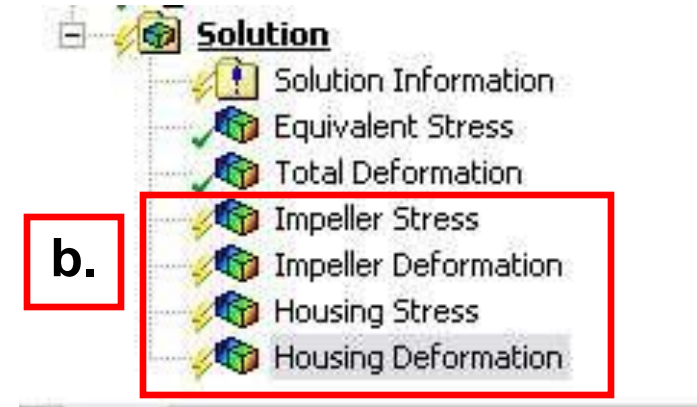 Solution
Solution Information
Equivalent Stress
Total Deformation
Impeller Stress
b.
Impeller Deformation
Housing Stress
Housing Deformation